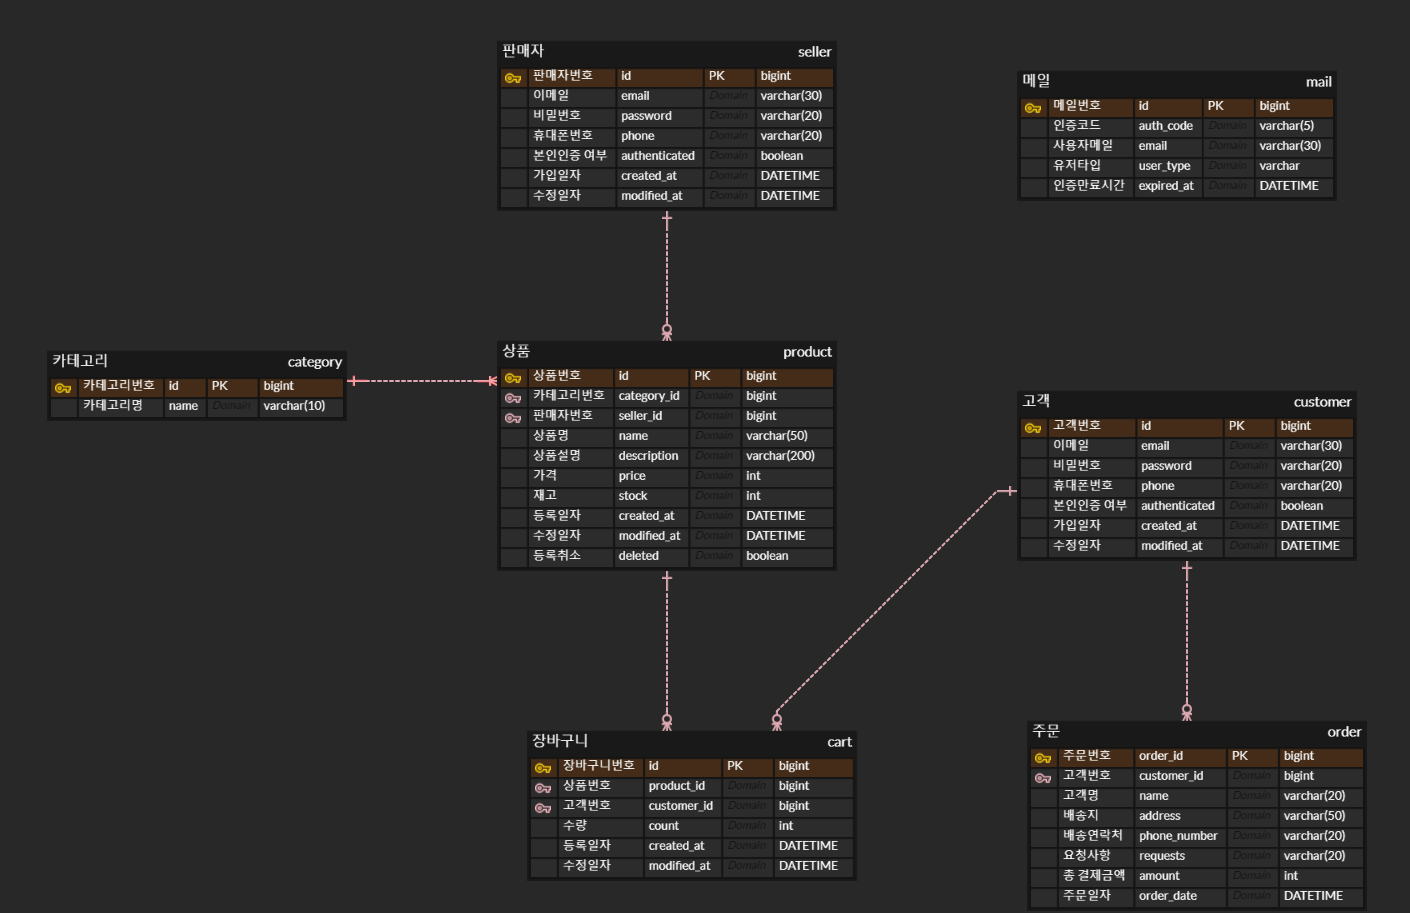 판매자 seller
판매자번호 id PK bigint
이메일 email Domain varchar(30)
비밀번호 password Domain varchar(20)
휴대폰번호 phone Domain varchar(20)
본인인증 여부 authenticated Domain boolean
가입일자 created_at Domain DATETIME
수정일자 modified_at Domain DATETIME
메일 mail
메일번호 id PK bigint
인증코드 auth_code Domain varchar(5)
사용자메일 email Domain varchar(30)
유저타입 user_type Domain varchar
인증만료시간 expired_at Domain DATETIME
카테고리 category
카테고리번호 id PK bigint
카테고리명 name Domain varchar(10)
상품 product
상품번호 id PK bigint
카테고리번호 category_id Domain bigint
판매자번호 seller_id Domain bigint
상품명 name Domain varchar(50)
상품설명 description Domain varchar(200)
가격 price Domain int
재고 stock Domain int
등록일자 created_at Domain DATETIME
수정일자 modified_at Domain DATETIME
등록취소 deleted Domain boolean
고객 customer
고객번호 id PK bigint
이메일 email Domain varchar(30)
비밀번호 password Domain varchar(20)
휴대폰번호 phone Domain varchar(20)
본인인증 여부 authenticated Domain boolean
가입일자 created_at Domain DATETIME
수정일자 modified_at Domain DATETIME
장바구니 cart
장바구니번호 id PK bigint
상품번호 product_id Domain bigint
고객번호 customer_id Domain bigint
수량 count Domain int
등록일자 created_at Domain DATETIME
수정일자 modified_at Domain DATETIME
주문 order
주문번호 order_id PK bigint
고객번호 customer_id Domain bigint
고객명 name Domain varchar(20)
배송지 address Domain varchar(50)
배송연락처 phone_number Domain varchar(20)
요청사항 requests Domain varchar(20)
총 결제금액 amount Domain int
주문일자 order_date Domain DATETIME